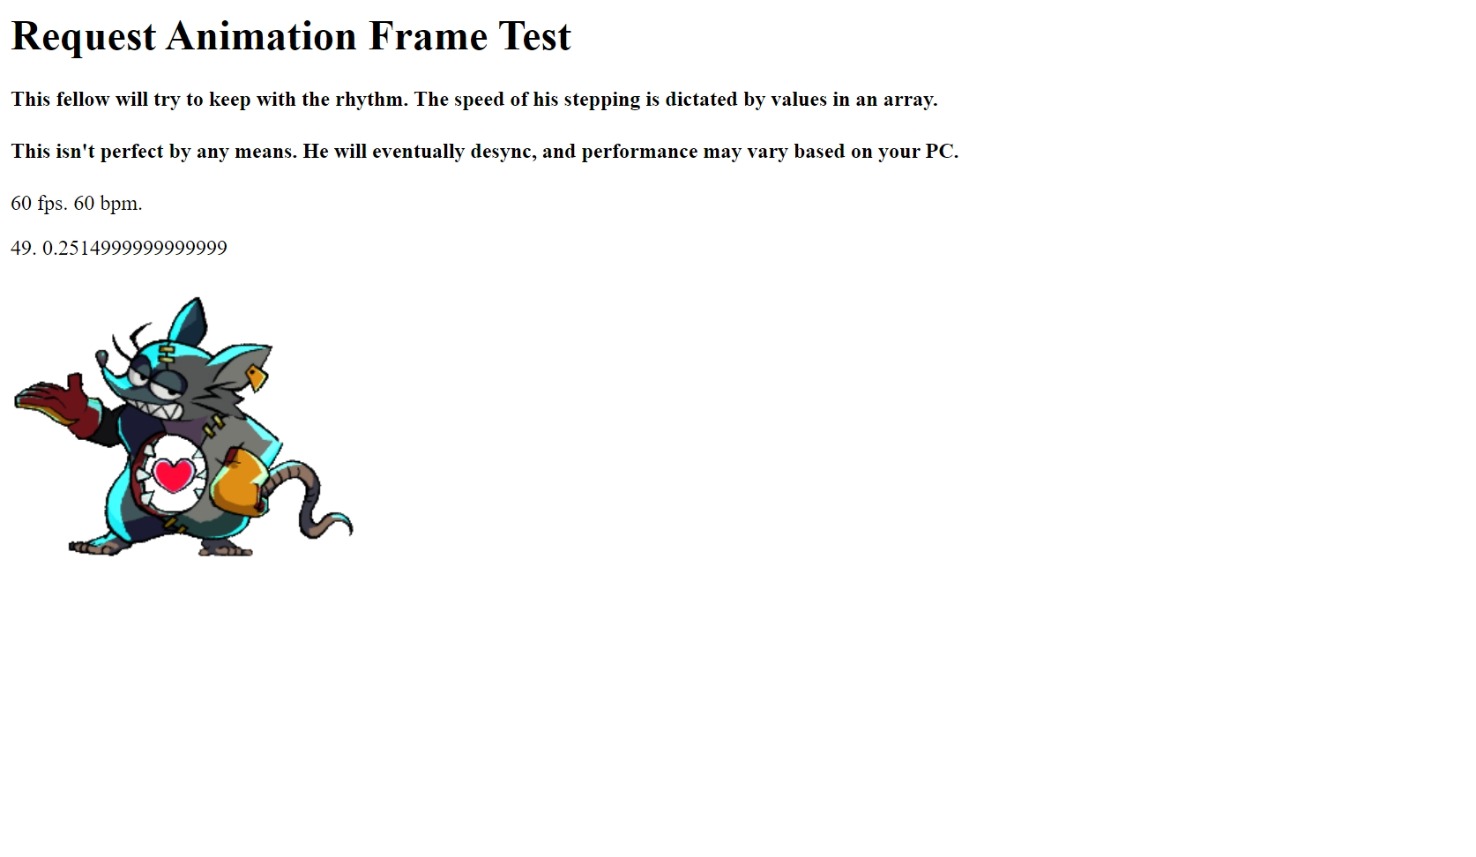 Request Animation Frame Test
This fellow will try to keep with the rhythm. The speed of his stepping is dictated by values in an array.
This isn't perfect by any means. He will eventually desync, and performance may vary based on your PC.
60 fps. 60 bpm.
49. 0.2514999999999999